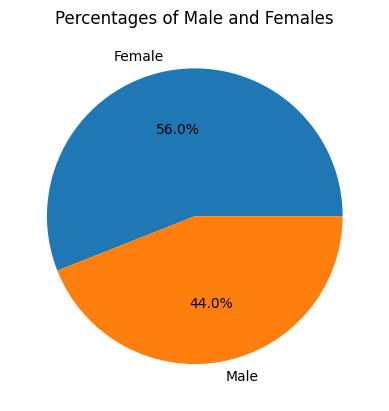 Percentages of Male and Females
Female
56.0%
44.0%
Male